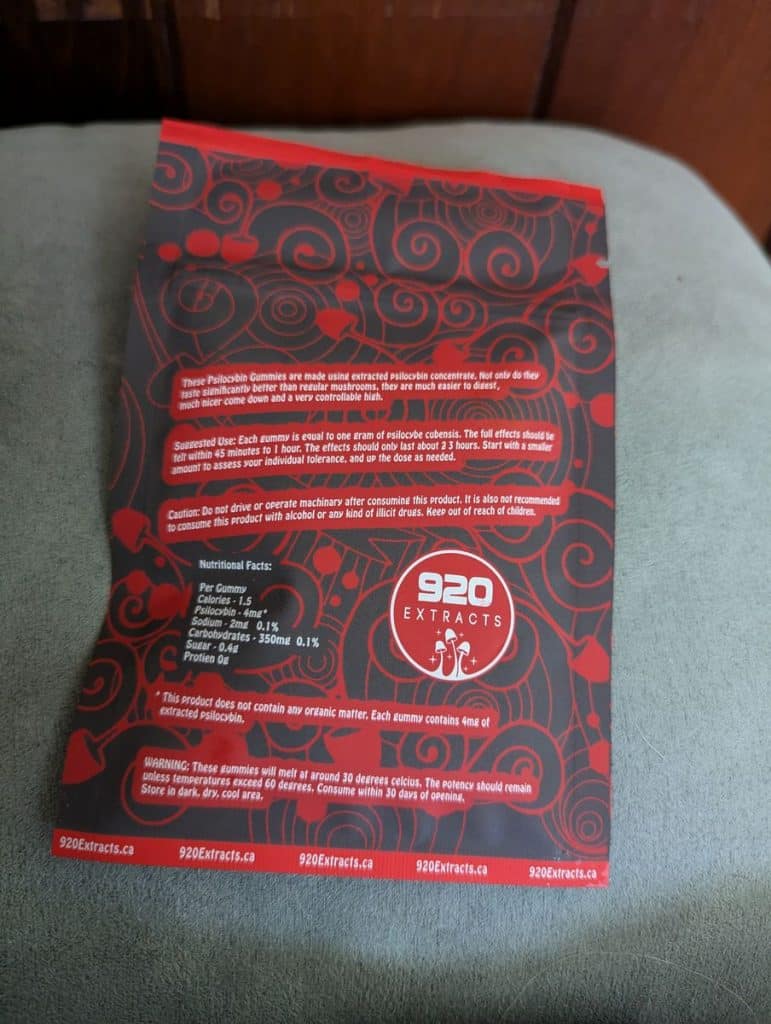 These Psilocybin Gummies are made using extracted psilocybin concentrate. Not only do they
taste significantly better than regular mushrooms, they are much easier to digest,
much nicer come down and a very controllable high.
Suggested Use: Each gummy is equal to one gram of psilocybe cubensis. The full effects should be
felt within 45 minutes to 1 hour. The effects should only last about 2 3 hours. Start with a smaller
amount to assess your individual tolerance, and up the dose as needed.
Caution: Do not drive or operate machinary after consuming this product. It is also not recommended
to consume this product with alcohol or any kind of illicit drugs. Keep out of reach of children.
Nutritional Facts:
Per Gummy
Calories - 1.5
Psilocybin - 4mg*
Sodium - 2mg 0.1%
Carbohydrates - 350mg 0.1%
Sugar - 0.4g
Protien 0g
920
EXTRACTS
* This product does not contain any organic matter. Each gummy contains 4mg of
extracted psilocybin.
WARNING: These gummies will melt at around 30 degrees celcius. The potency should remain
unless temperatures exceed 60 degrees. Consume within 30 days of opening.
Store in dark, dry, cool area.
920Extracts.ca 920Extracts.ca 920Extracts.ca 920Extracts.ca 920Extracts.ca